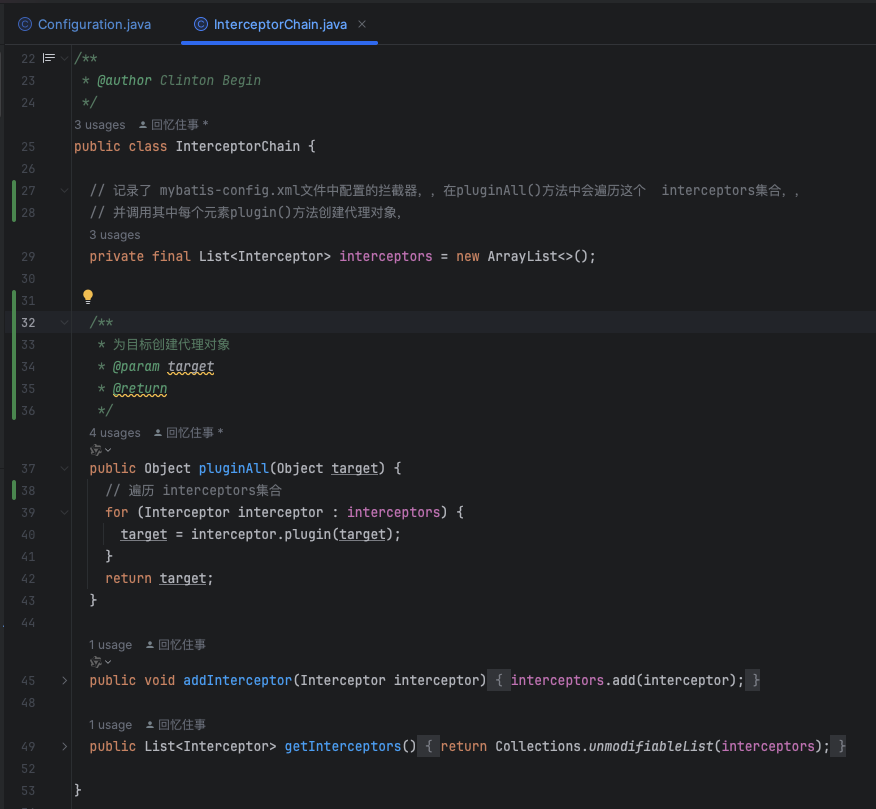 Configuration.java InterceptorChain.java
22 /**
23 * @author Clinton Begin
24 */
3 usages 回忆住事 *
25 public class InterceptorChain {
26
27 // 记录了 mybatis-config.xml文件中配置的拦截器，，在pluginAll()方法中会遍历这个 interceptors集合，，
28 // 并调用其中每个元素plugin()方法创建代理对象，
3 usages
29 private final List<Interceptor> interceptors = new ArrayList<>();
30
31
32 /**
33 * 为目标创建代理对象
34 * @param target
35 * @return
36 */
4 usages 回忆住事 *
37 public Object pluginAll(Object target) {
38 // 遍历 interceptors集合
39 for (Interceptor interceptor : interceptors) {
40 target = interceptor.plugin(target);
41 }
42 return target;
43 }
44
1 usage 回忆住事
45 public void addInterceptor(Interceptor interceptor) { interceptors.add(interceptor); }
48
1 usage 回忆住事
49 public List<Interceptor> getInterceptors() { return Collections.unmodifiableList(interceptors); }
52
53 }